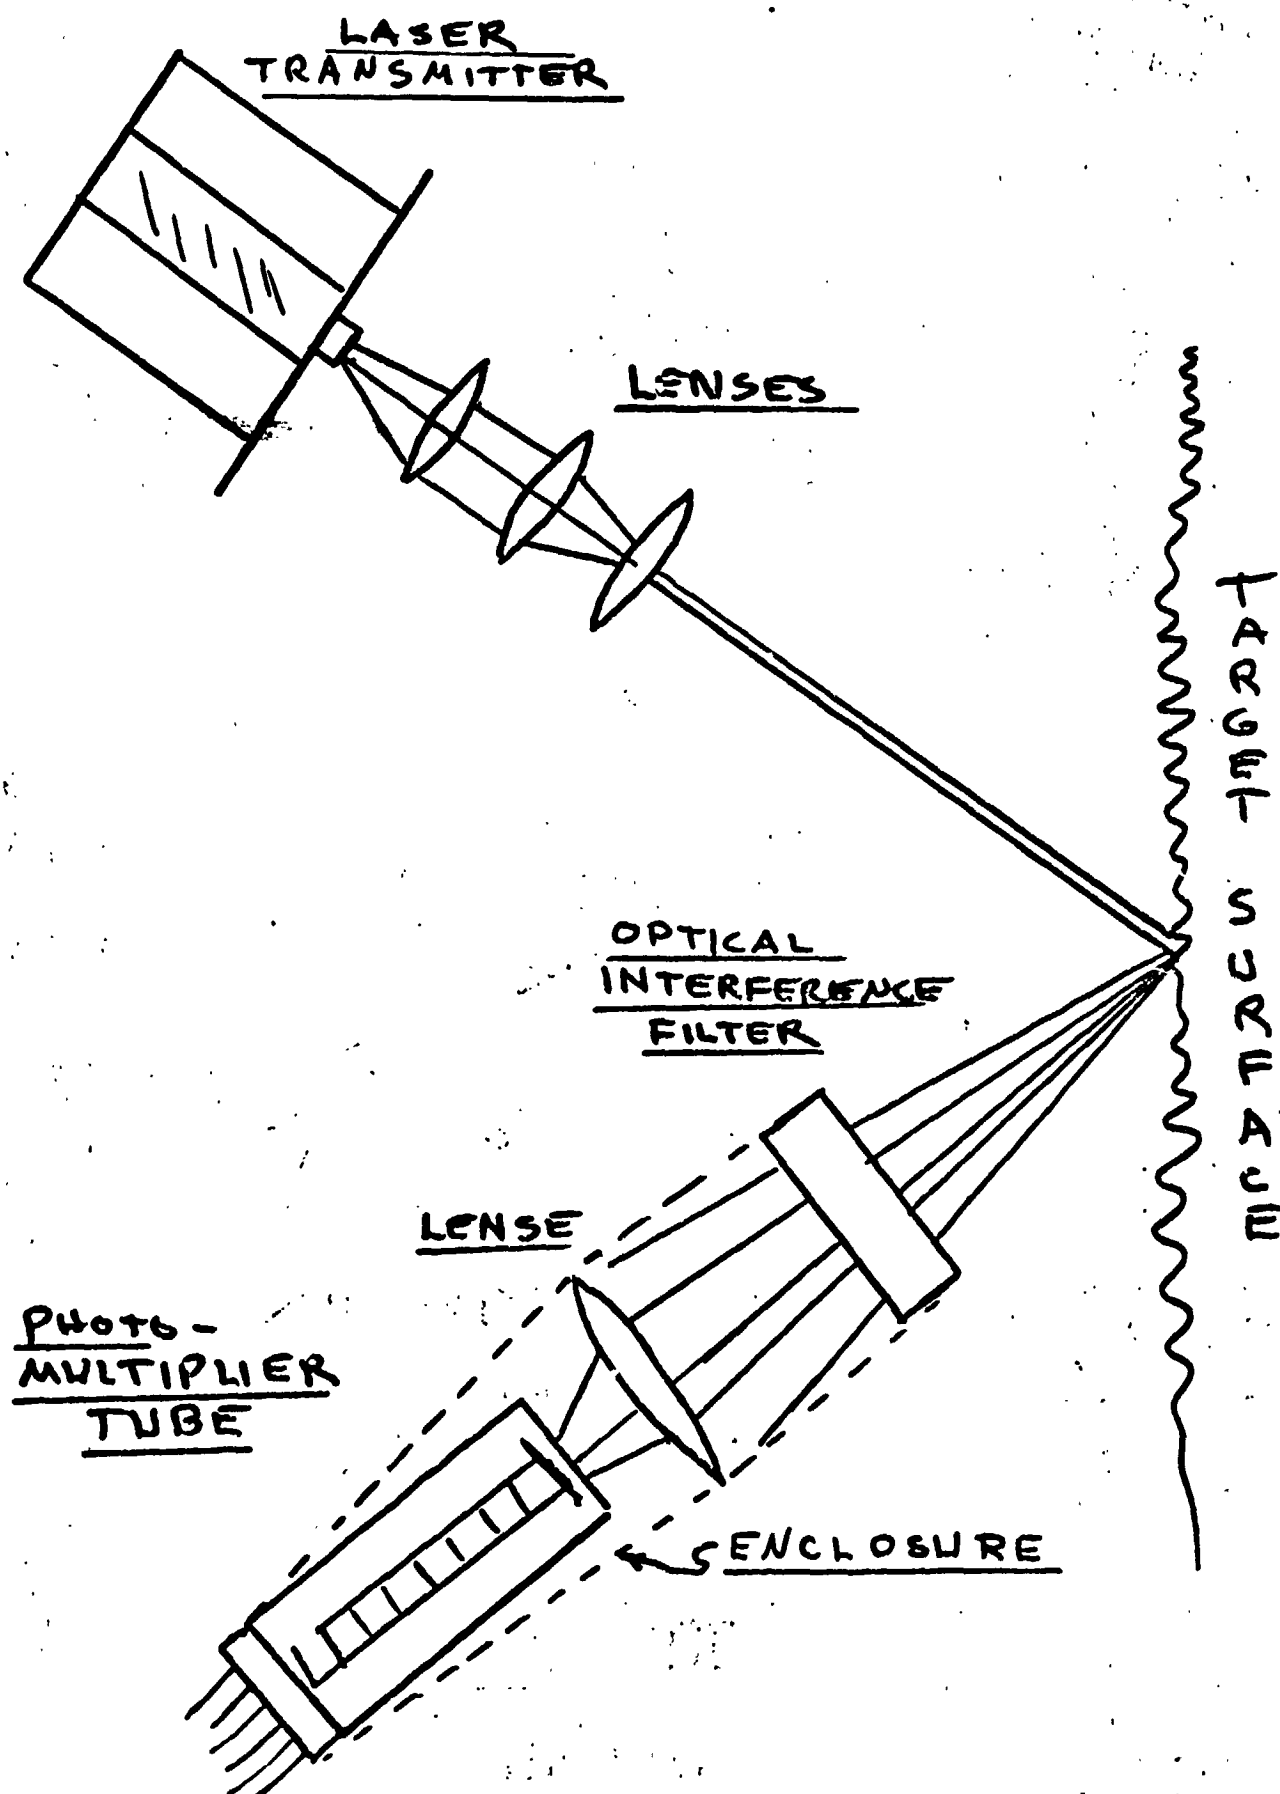 LASER
TRANSMITTER
LENSES
TARGET SURFACE
OPTICAL
INTERFERENCE
FILTER
LENSE
PHOTO-
MULTIPLIER
TUBE
ENCLOSURE